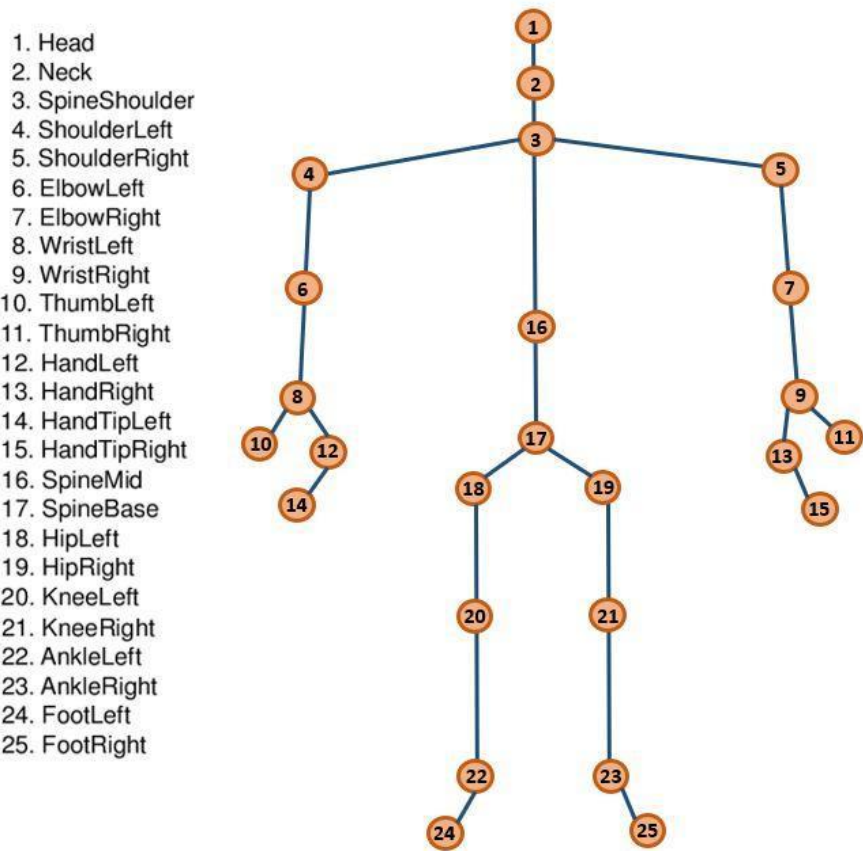 1. Head
2. Neck
3. SpineShoulder
4. ShoulderLeft
5. ShoulderRight
6. ElbowLeft
7. ElbowRight
8. WristLeft
9. WristRight
10. ThumbLeft
11. ThumbRight
12. HandLeft
13. HandRight
14. HandTipLeft
15. HandTipRight
16. SpineMid
17. SpineBase
18. HipLeft
19. HipRight
20. KneeLeft
21. KneeRight
22. AnkleLeft
23. AnkleRight
24. FootLeft
25. FootRight
1
2
3
4
5
6
7
16
8
9
10
12
17
11
13
18
19
14
15
20
21
22
23
24
25